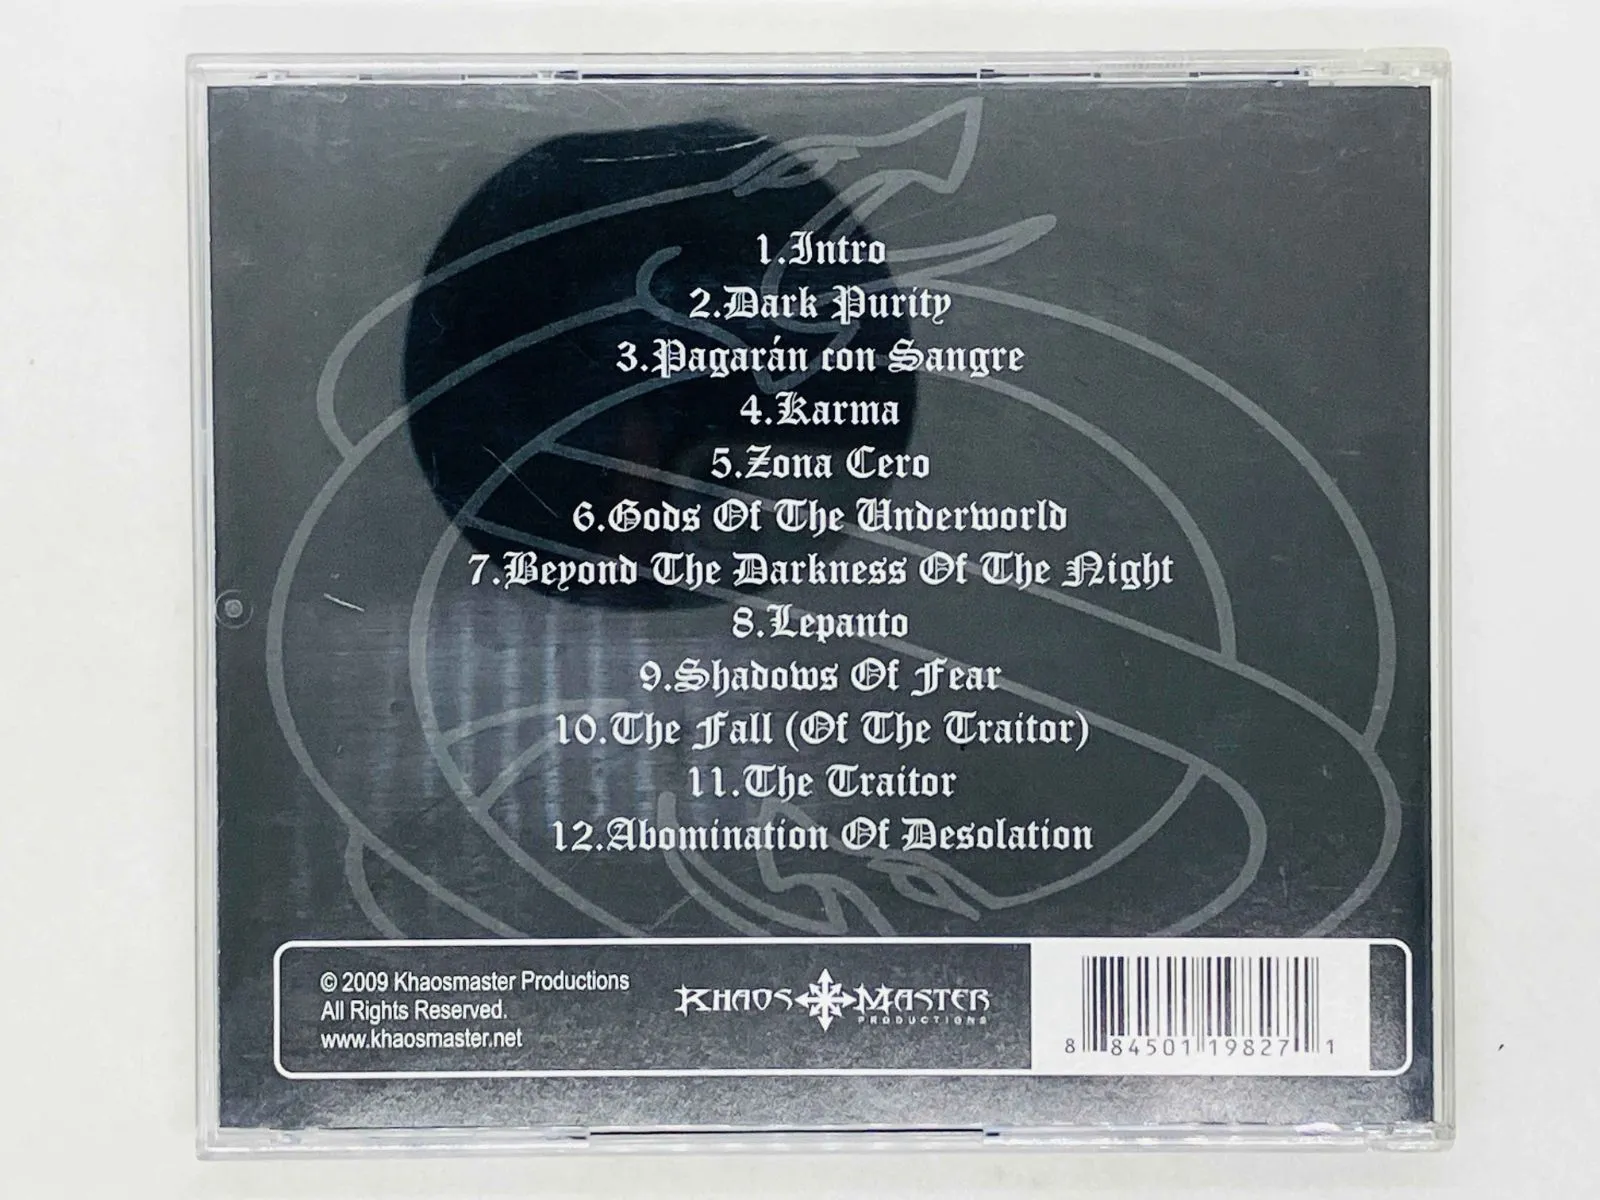 1.Intro
2.Dark Purity
3.Pagarán con Sangre
4.Karma
5.Zona Cero
6.Gods Of The Underworld
7.Beyond The Darkness Of The Night
8.Lepanto
9.Shadows Of Fear
10.The Fall (Of The Traitor)
11.The Traitor
12.Abomination Of Desolation
© 2009 Khaosmaster Productions
All Rights Reserved.
www.khaosmaster.net
KHAOS MASTER
PRODUCTIONS
8 84501 19827 1